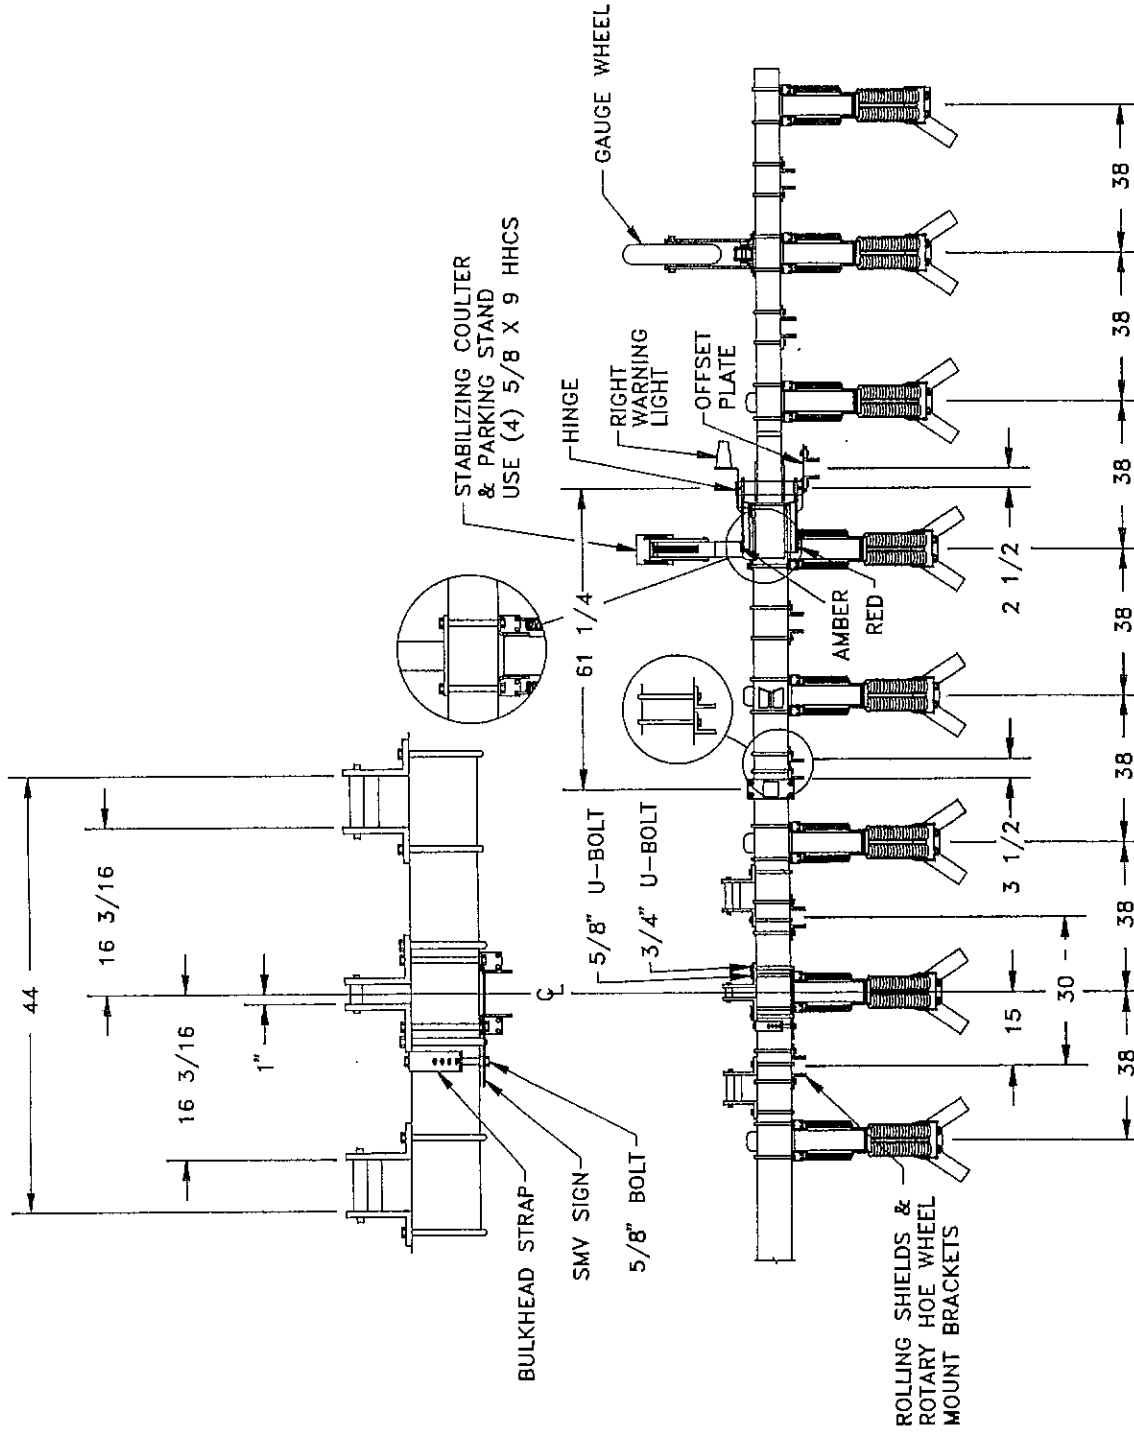 44
16 3/16
16 3/16
1"
BULKHEAD STRAP
SMV SIGN
5/8" BOLT
CL
5/8" U-BOLT
3/4" U-BOLT
61 1/4
STABILIZING COULTER
& PARKING STAND
USE (4) 5/8 X 9 HHCS
HINGE
RIGHT
WARNING
LIGHT
OFFSET
PLATE
GAUGE WHEEL
AMBER
RED
ROLLING SHIELDS &
ROTARY HOE WHEEL
MOUNT BRACKETS
15
30
3 1/2
2 1/2
38
38
38
38
38
38
38